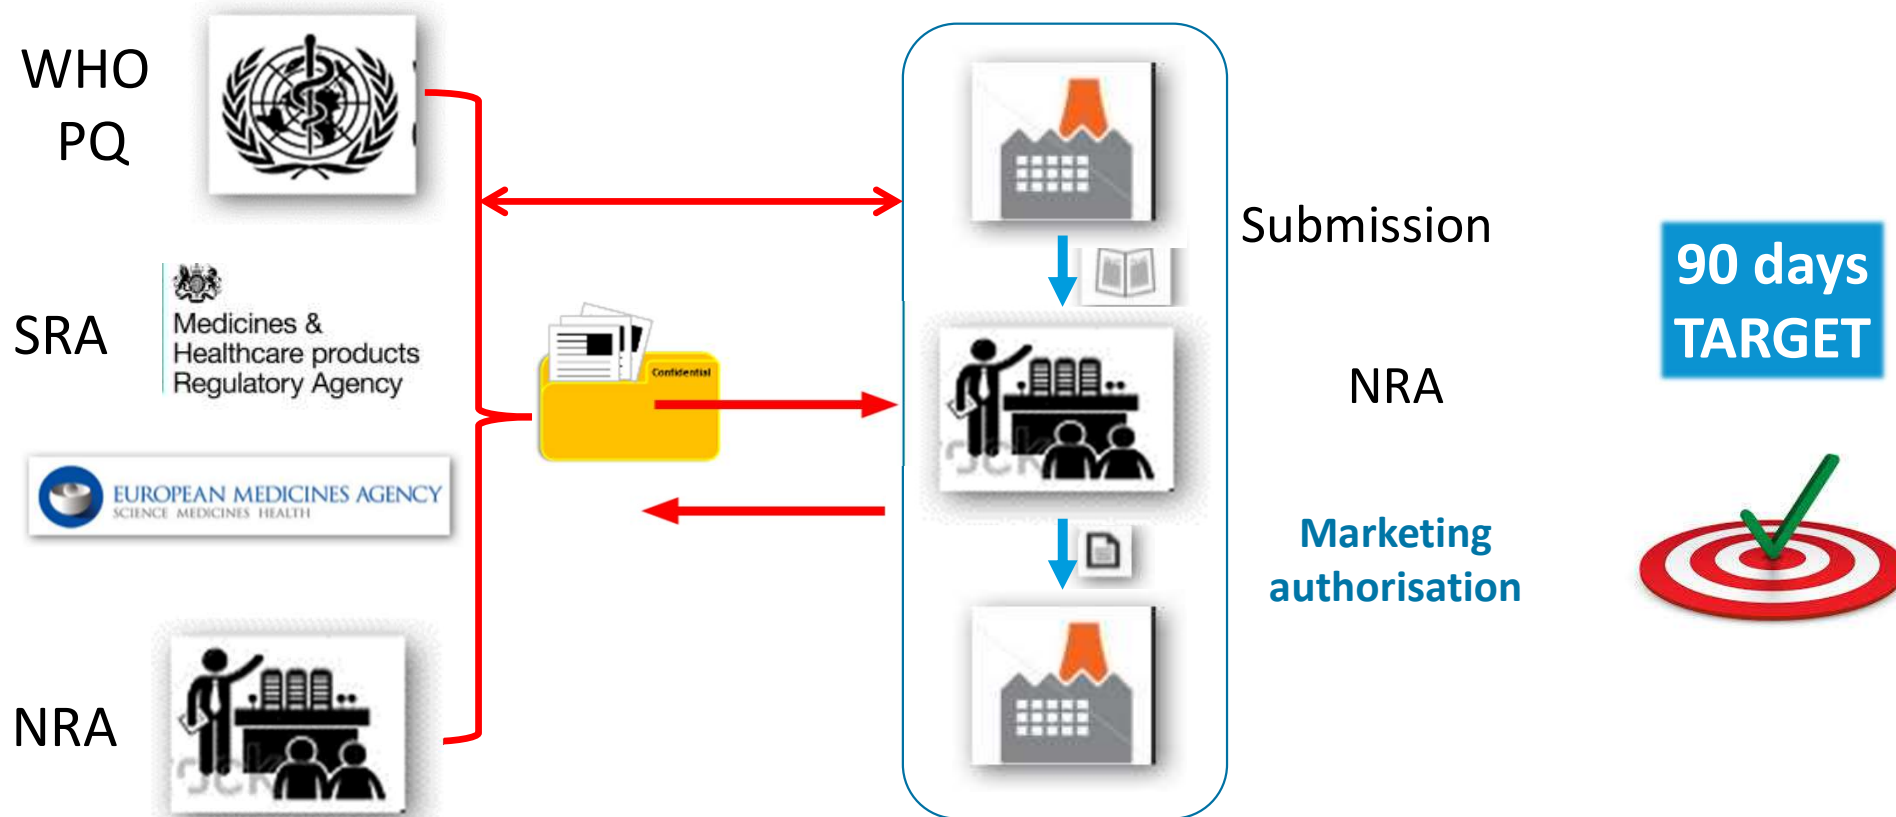 WHO
PQ
SRA
Medicines &
Healthcare products
Regulatory Agency
EUROPEAN MEDICINES AGENCY
SCIENCE MEDICINES HEALTH
NRA
Confidential
Submission
NRA
Marketing
authorisation
90 days
TARGET